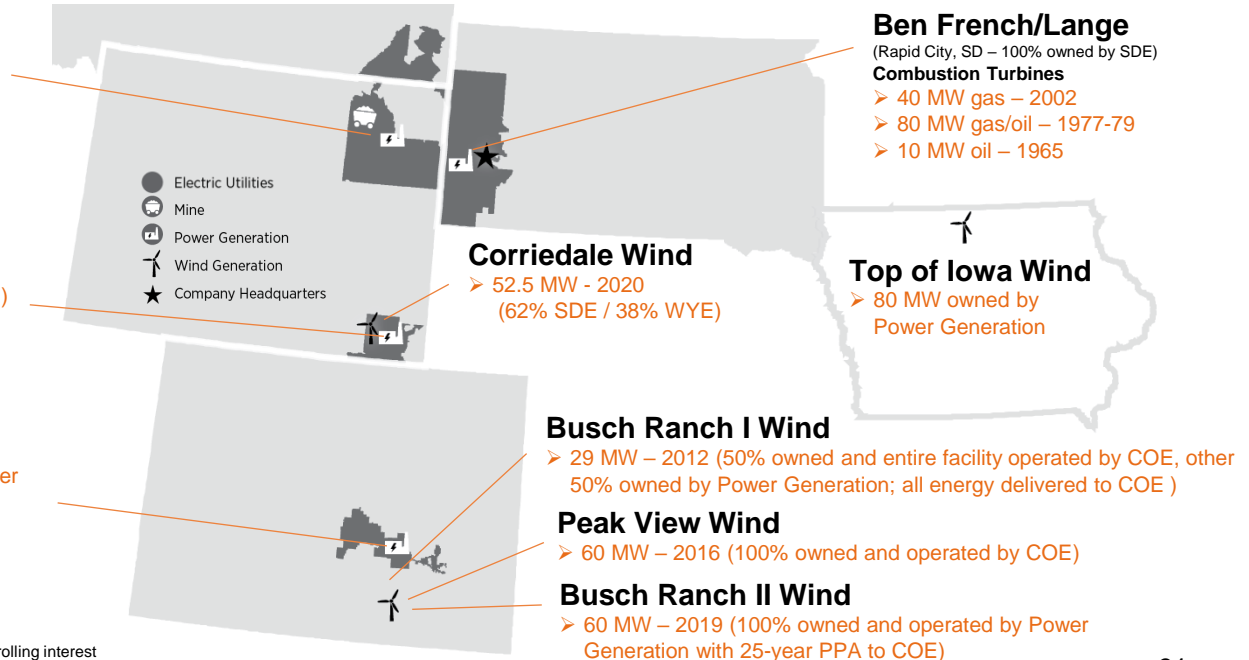 Ben French/Lange
(Rapid City, SD – 100% owned by SDE)
Combustion Turbines
➢ 40 MW gas – 2002
➢ 80 MW gas/oil – 1977-79
➢ 10 MW oil – 1965
Electric Utilities
Mine
Power Generation
Wind Generation
Company Headquarters
)
Corriedale Wind
➢ 52.5 MW - 2020
(62% SDE / 38% WYE)
Top of Iowa Wind
➢ 80 MW owned by
Power Generation
Busch Ranch I Wind
➢ 29 MW – 2012 (50% owned and entire facility operated by COE, other
50% owned by Power Generation; all energy delivered to COE )
er
Peak View Wind
➢ 60 MW – 2016 (100% owned and operated by COE)
Busch Ranch II Wind
➢ 60 MW – 2019 (100% owned and operated by Power
Generation with 25-year PPA to COE)
rolling interest